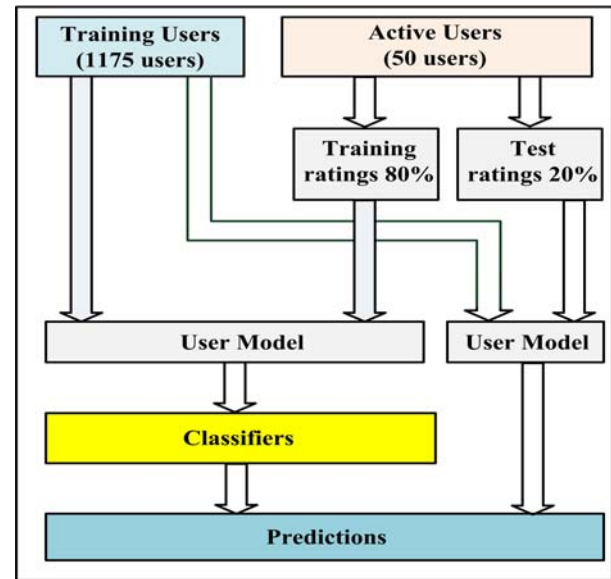 Training Users
(1175 users)
Active Users
(50 users)
Training
ratings 80%
Test
ratings 20%
User Model
User Model
Classifiers
Predictions